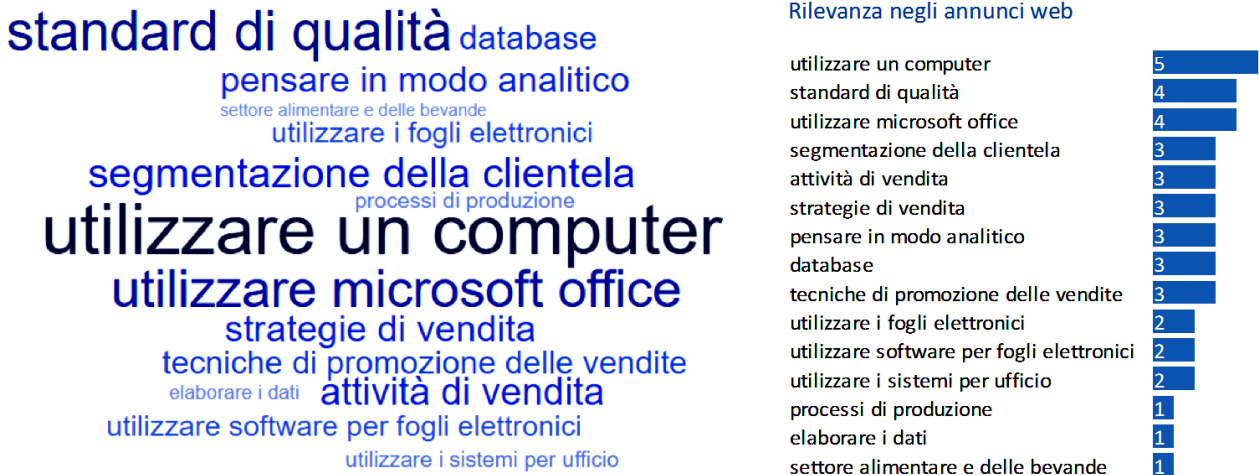 standard di qualità database
pensare in modo analitico
settore alimentare e delle bevande
utilizzare i fogli elettronici
segmentazione della clientela
processi di produzione
utilizzare un computer
utilizzare microsoft office
strategie di vendita
tecniche di promozione delle vendite
elaborare i dati attività di vendita
utilizzare software per fogli elettronici
utilizzare i sistemi per ufficio
Rilevanza negli annunci web
utilizzare un computer 5
standard di qualità 4
utilizzare microsoft office 4
segmentazione della clientela 3
attività di vendita 3
strategie di vendita 3
pensare in modo analitico 3
database 3
tecniche di promozione delle vendite 3
utilizzare i fogli elettronici 2
utilizzare software per fogli elettronici 2
utilizzare i sistemi per ufficio 2
processi di produzione 1
elaborare i dati 1
settore alimentare e delle bevande 1